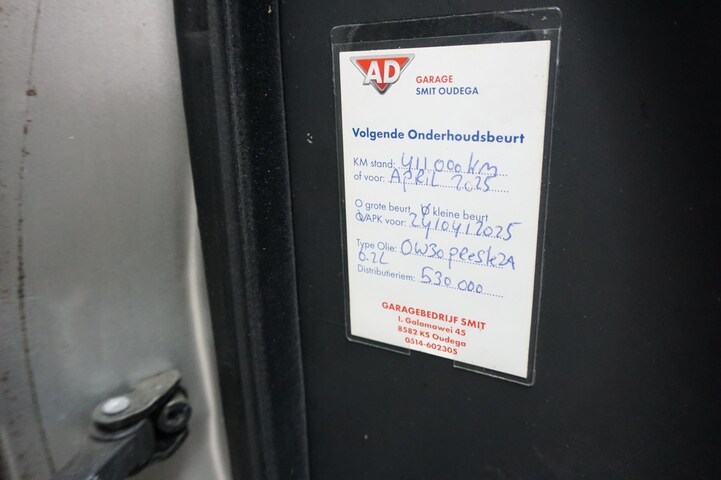 AD
GARAGE
SMIT OUDEGA
Volgende Onderhoudsbeurt
KM stand: 411 000 KM
of voor: APRIL 2025
O grote beurt O kleine beurt
O/APK voor: 24/04/2025
Type Olie: 0W30
6.2L
Distributieriem: 530.000
GARAGEBEDRIJF SMIT
I. Galamawei 45
8582 KS Oudega
0514-602305